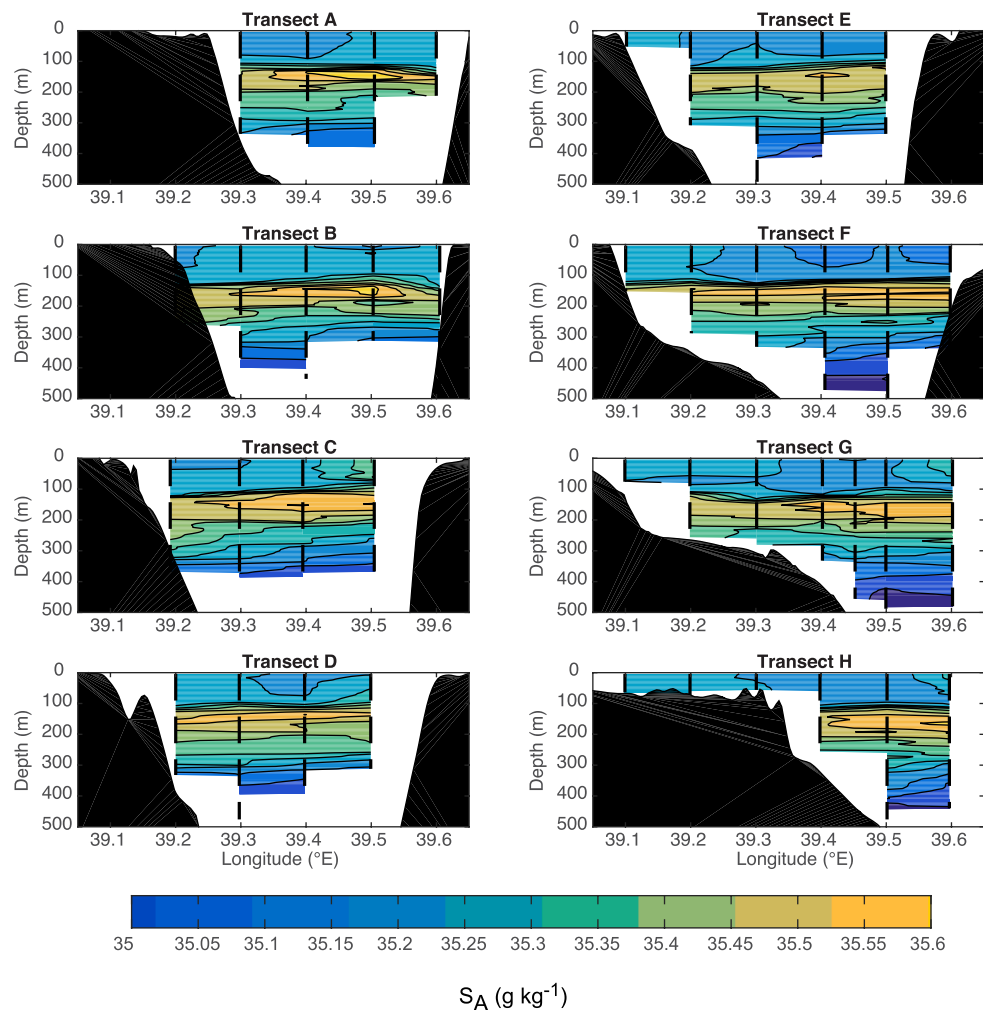 Transect A
0
100
200
300
400
500
Depth (m)
39.1 39.2 39.3 39.4 39.5 39.6
Transect E
0
100
200
300
400
500
Depth (m)
39.1 39.2 39.3 39.4 39.5 39.6
Transect B
0
100
200
300
400
500
Depth (m)
39.1 39.2 39.3 39.4 39.5 39.6
Transect F
0
100
200
300
400
500
Depth (m)
39.1 39.2 39.3 39.4 39.5 39.6
Transect C
0
100
200
300
400
500
Depth (m)
39.1 39.2 39.3 39.4 39.5 39.6
Transect G
0
100
200
300
400
500
Depth (m)
39.1 39.2 39.3 39.4 39.5 39.6
Transect D
0
100
200
300
400
500
Depth (m)
39.1 39.2 39.3 39.4 39.5 39.6
Longitude (°E)
Transect H
0
100
200
300
400
500
Depth (m)
39.1 39.2 39.3 39.4 39.5 39.6
Longitude (°E)
35 35.05 35.1 35.15 35.2 35.25 35.3 35.35 35.4 35.45 35.5 35.55 35.6
S_A (g kg⁻¹)